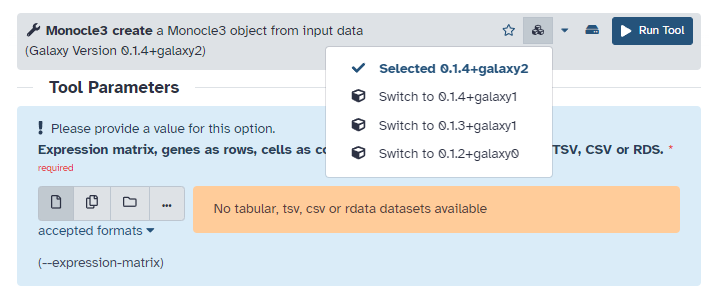 Monocle3 create a Monocle3 object from input data
(Galaxy Version 0.1.4+galaxy2)
Run Tool
Selected 0.1.4+galaxy2
Switch to 0.1.4+galaxy1
Switch to 0.1.3+galaxy1
Switch to 0.1.2+galaxy0
Tool Parameters
Please provide a value for this option.
Expression matrix, genes as rows, cells as TSV, CSV or RDS. *
required
No tabular, tsv, csv or rdata datasets available
accepted formats
(--expression-matrix)